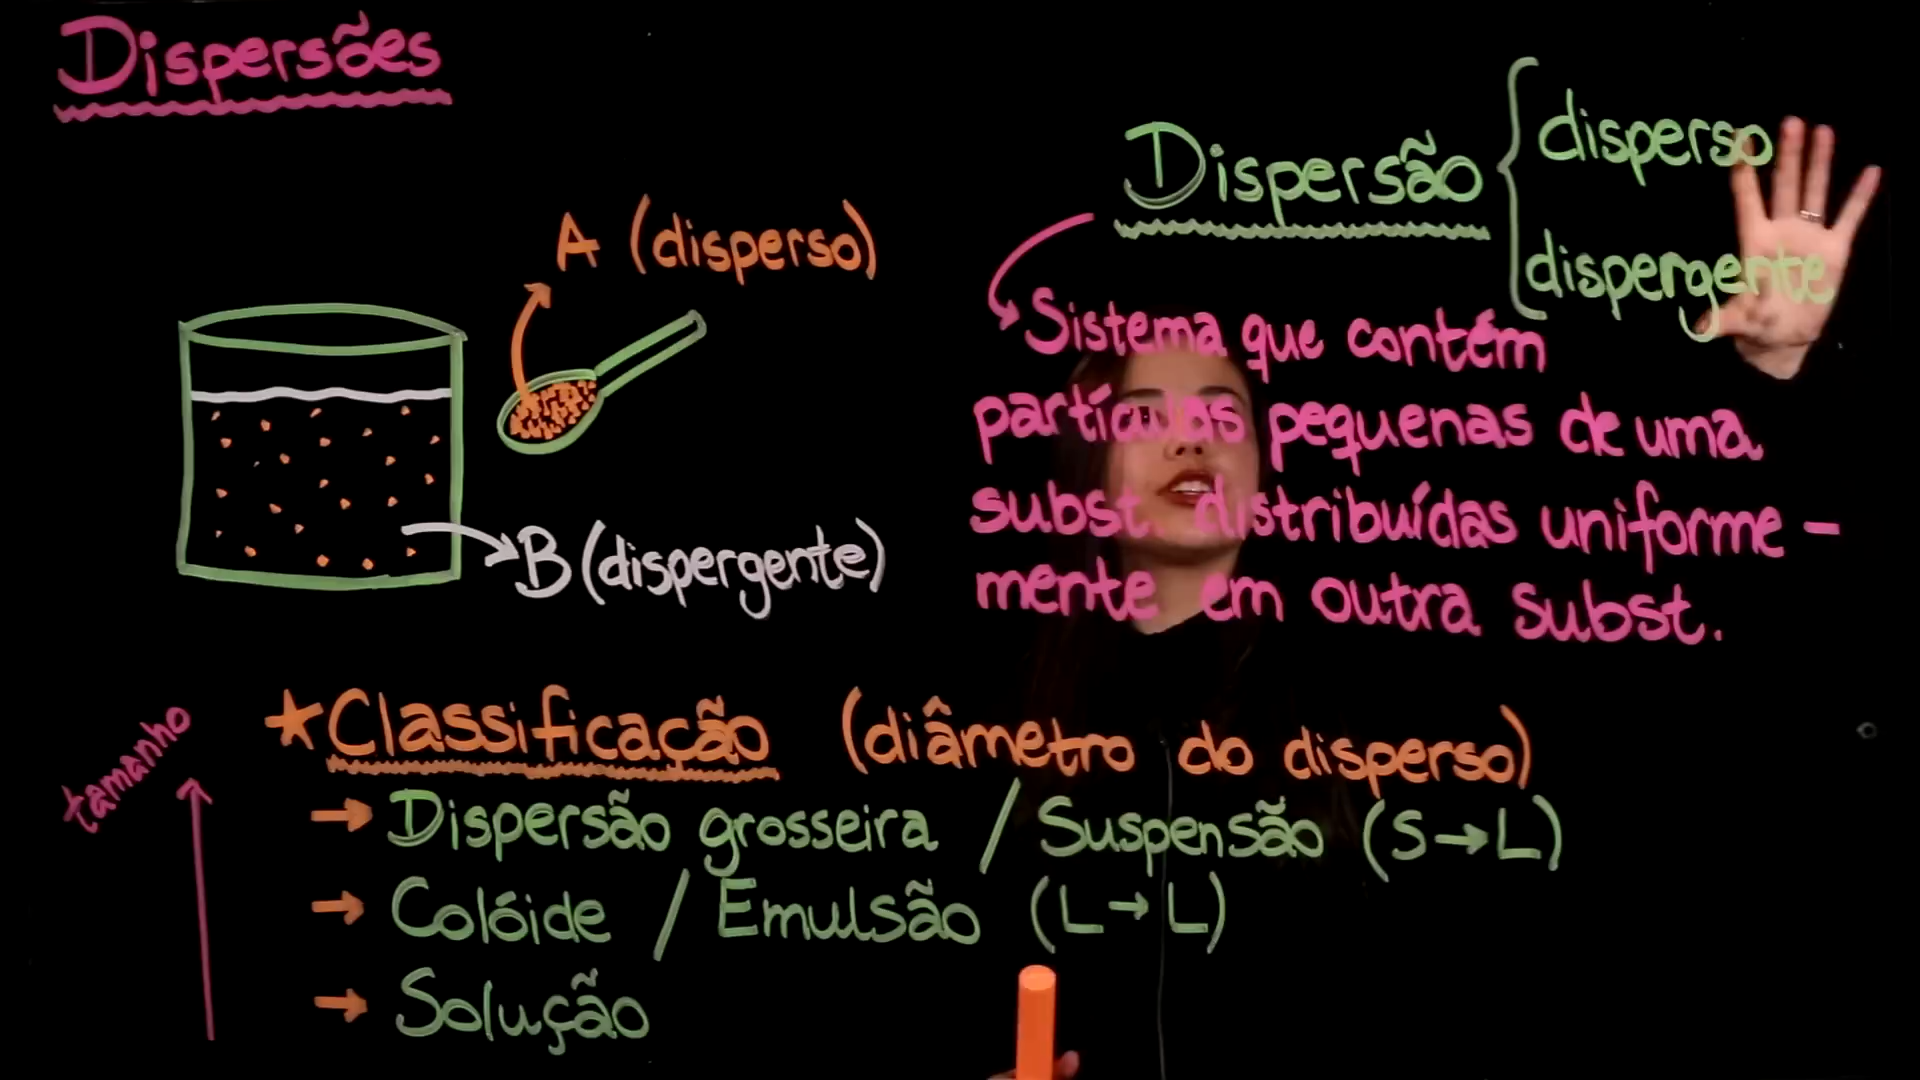 Dispersões
A (disperso)
B (dispergente)
Dispersão { disperso
dispergente
Sistema que contém
partículas pequenas de uma
subst. distribuídas uniforme-
mente em outra subst.
tamanho
★Classificação (diâmetro do disperso)
→ Dispersão grosseira / Suspensão (S→L)
→ Colóide / Emulsão (L→L)
→ Solução